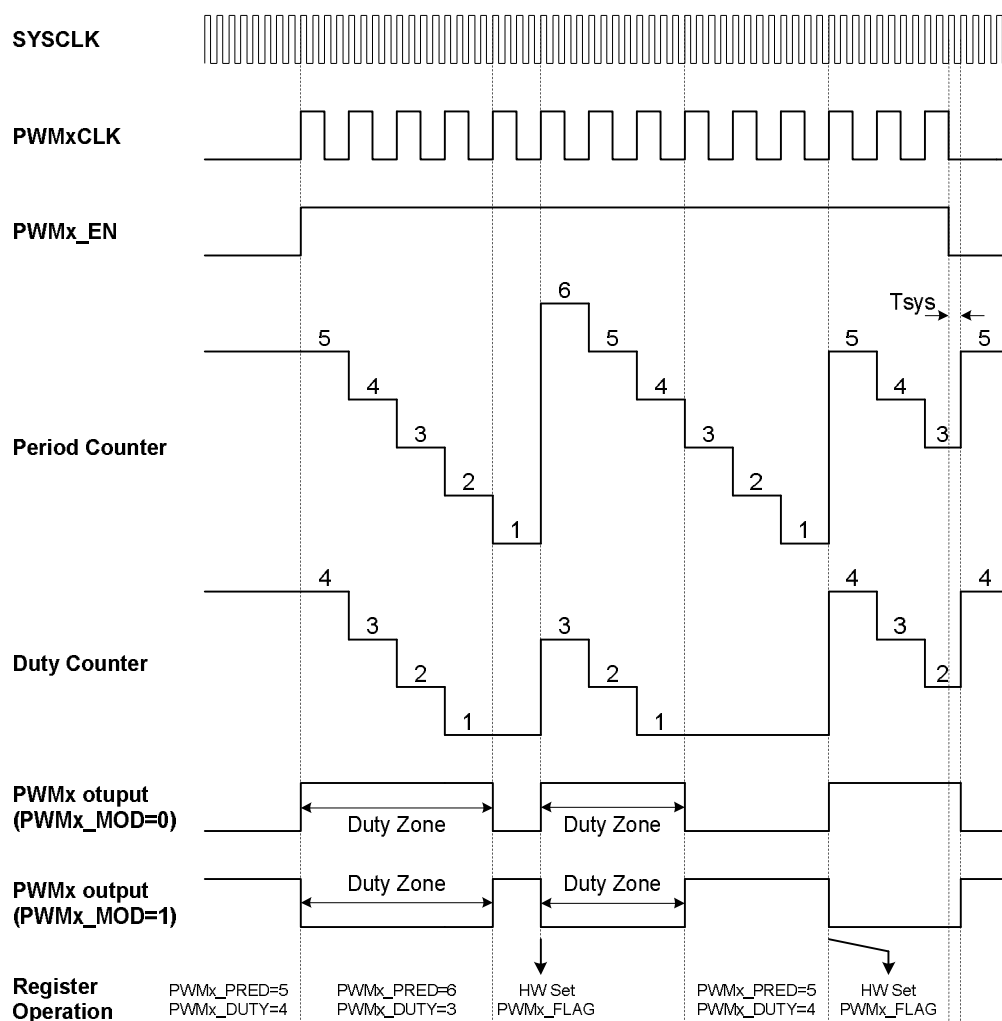 SYSCLK
PWMxCLK
PWMx_EN
6
Tsys
5 5 5 5
4 4 4
3 3 3
2 2
1 1
Period Counter
4 4 4
3 3 3
2 2 2
1 1
Duty Counter
PWMx otuput
(PWMx_MOD=0)
Duty Zone Duty Zone
PWMx output
(PWMx_MOD=1)
Duty Zone Duty Zone
Register
Operation
PWMx_PRED=5
PWMx_DUTY=4
PWMx_PRED=6
PWMx_DUTY=3
HW Set
PWMx_FLAG
PWMx_PRED=5
PWMx_DUTY=4
HW Set
PWMx_FLAG